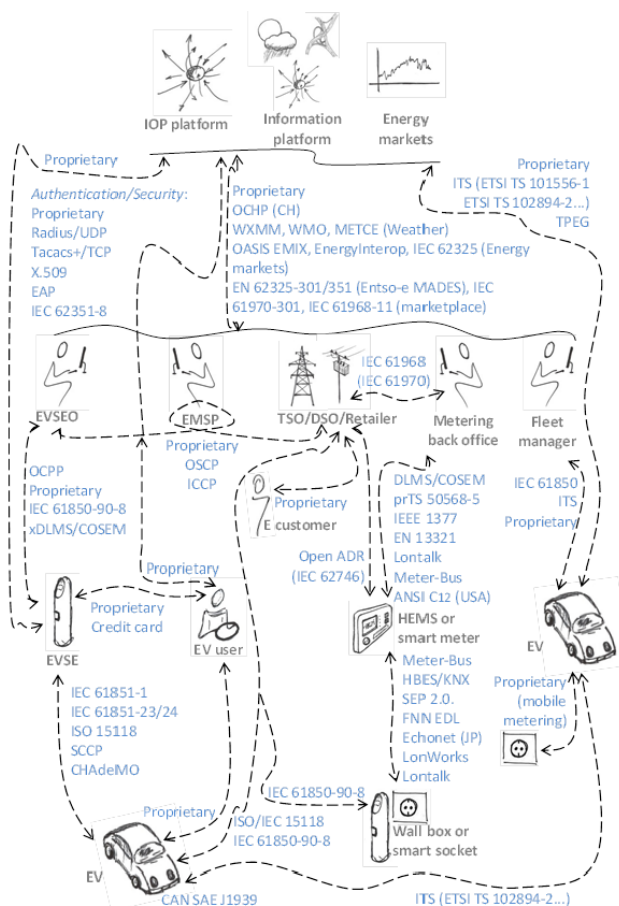 IOP platform
Information
platform
Energy
markets
Proprietary
Authentication/Security:
Proprietary
Radius/UDP
Tacacs+/TCP
X.509
EAP
IEC 62351-8
Proprietary
OCHP (CH)
WXMM, WMO, METCE (Weather)
OASIS EMIX, EnergyInterop, IEC 62325 (Energy
markets)
EN 62325-301/351 (Entso-e MADES), IEC
61970-301, IEC 61968-11 (marketplace)
Proprietary
ITS (ETSI TS 101556-1
ETSI TS 102894-2...)
TPEG
EVSEO
EMSP
TSO/DSO/Retailer
IEC 61968
(IEC 61970)
Metering
back office
Fleet
manager
OCPP
Proprietary
IEC 61850-90-8
xDLMS/COSEM
Proprietary
OSCP
ICCP
Proprietary
E customer
DLMS/COSEM
prTS 50568-5
IEEE 1377
EN 13321
Lontalk
Meter-Bus
ANSI C12 (USA)
IEC 61850
ITS
Proprietary
Open ADR
(IEC 62746)
Proprietary
Proprietary
Credit card
EVSE
EV user
HEMS or
smart meter
EV
IEC 61851-1
IEC 61851-23/24
ISO 15118
SCCP
CHAdeMO
Meter-Bus
HBES/KNX
SEP 2.0.
FNN EDL
Echonet (JP)
LonWorks
Lontalk
Proprietary
(mobile
metering)
IEC 61850-90-8
Proprietary
ISO/IEC 15118
IEC 61850-90-8
Wall box or
smart socket
EV
CAN SAE J1939
ITS (ETSI TS 102894-2...)